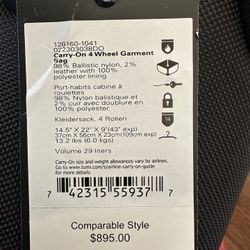 120160-1041
02230303BDO
Carry-On 4 Wheel Garment
Bag
98% Ballistic nylon, 2%
leather with 100%
polyester lining
Port-habits cabine à
roulettes
98% Nylon balistique et
2% cuir avec doublure en
100% polyester
Kleidersack, 4 Rollen
14.5" X 22" X 9"(43" exp)
37cm X 56cm X 23cm(109cm exp)
13.2 lbs (6.0 kgs)
Volume 29 liters
Carry-On size and weight allowances vary by airlines.
Go to www.tumi.com/s/airline-carry-on-guide
for more details.
7 42315 55937 7
Comparable Style
$895.00